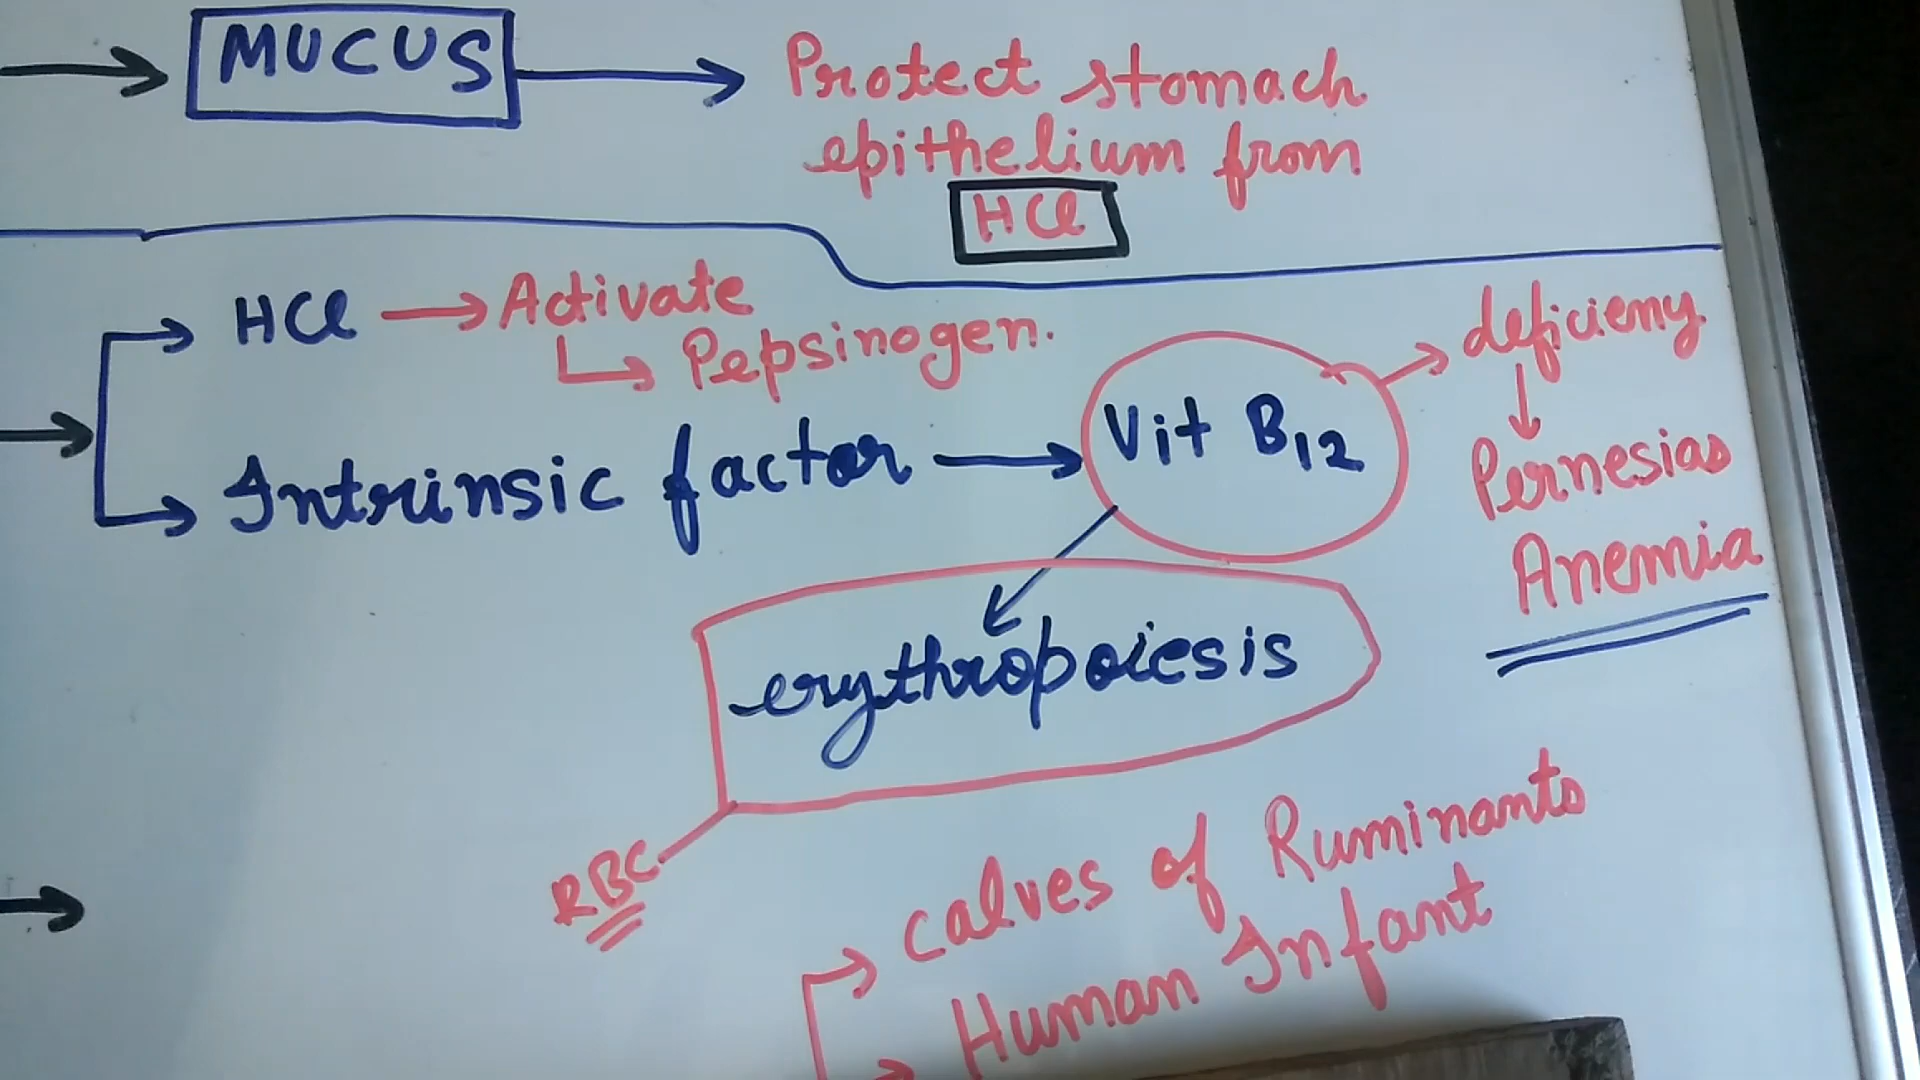 MUCUS → Protect stomach
epithelium from
HCl
HCl → Activate
↳ Pepsinogen.
Intrinsic factor → Vit B12
→ deficieny
↓
Pernesias
Anemia
erythropoiesis
RBC
→ calves of Ruminants
→ Human Infant